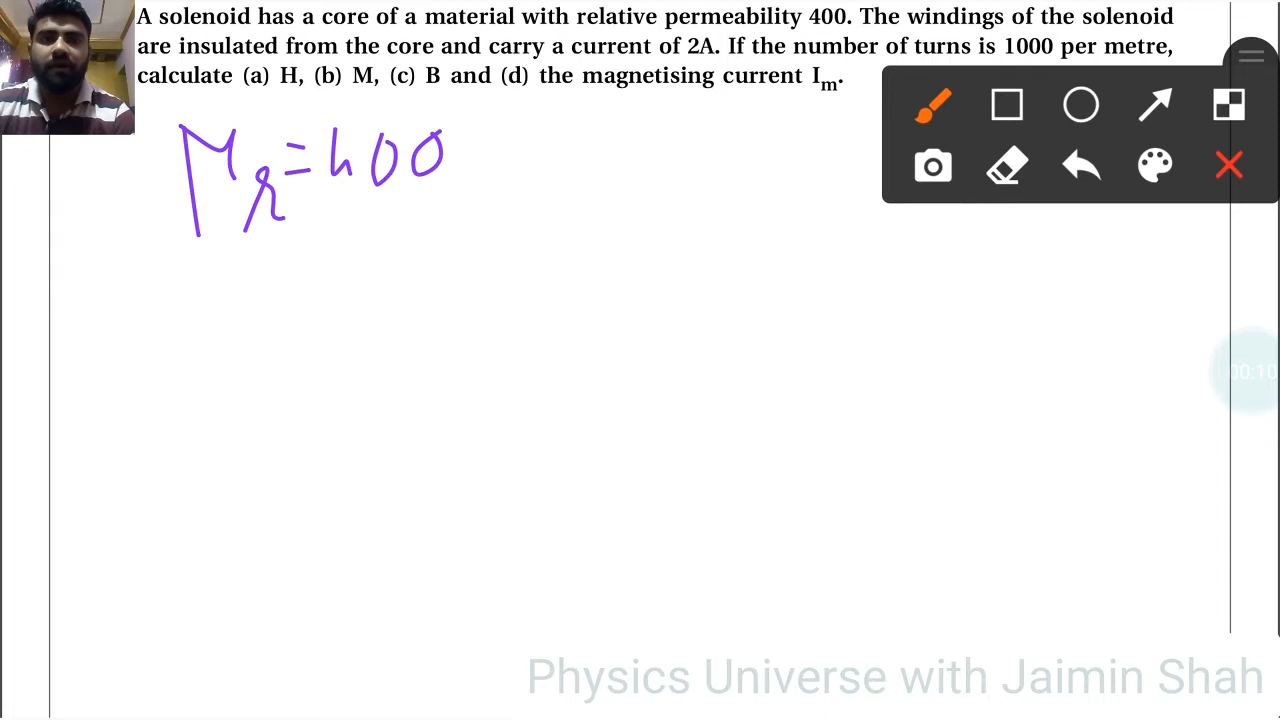 A solenoid has a core of a material with relative permeability 400. The windings of the solenoid
are insulated from the core and carry a current of 2A. If the number of turns is 1000 per metre,
calculate (a) H, (b) M, (c) B and (d) the magnetising current Iₘ.
μᵣ=400
00:10
Physics Universe with Jaimin Shah